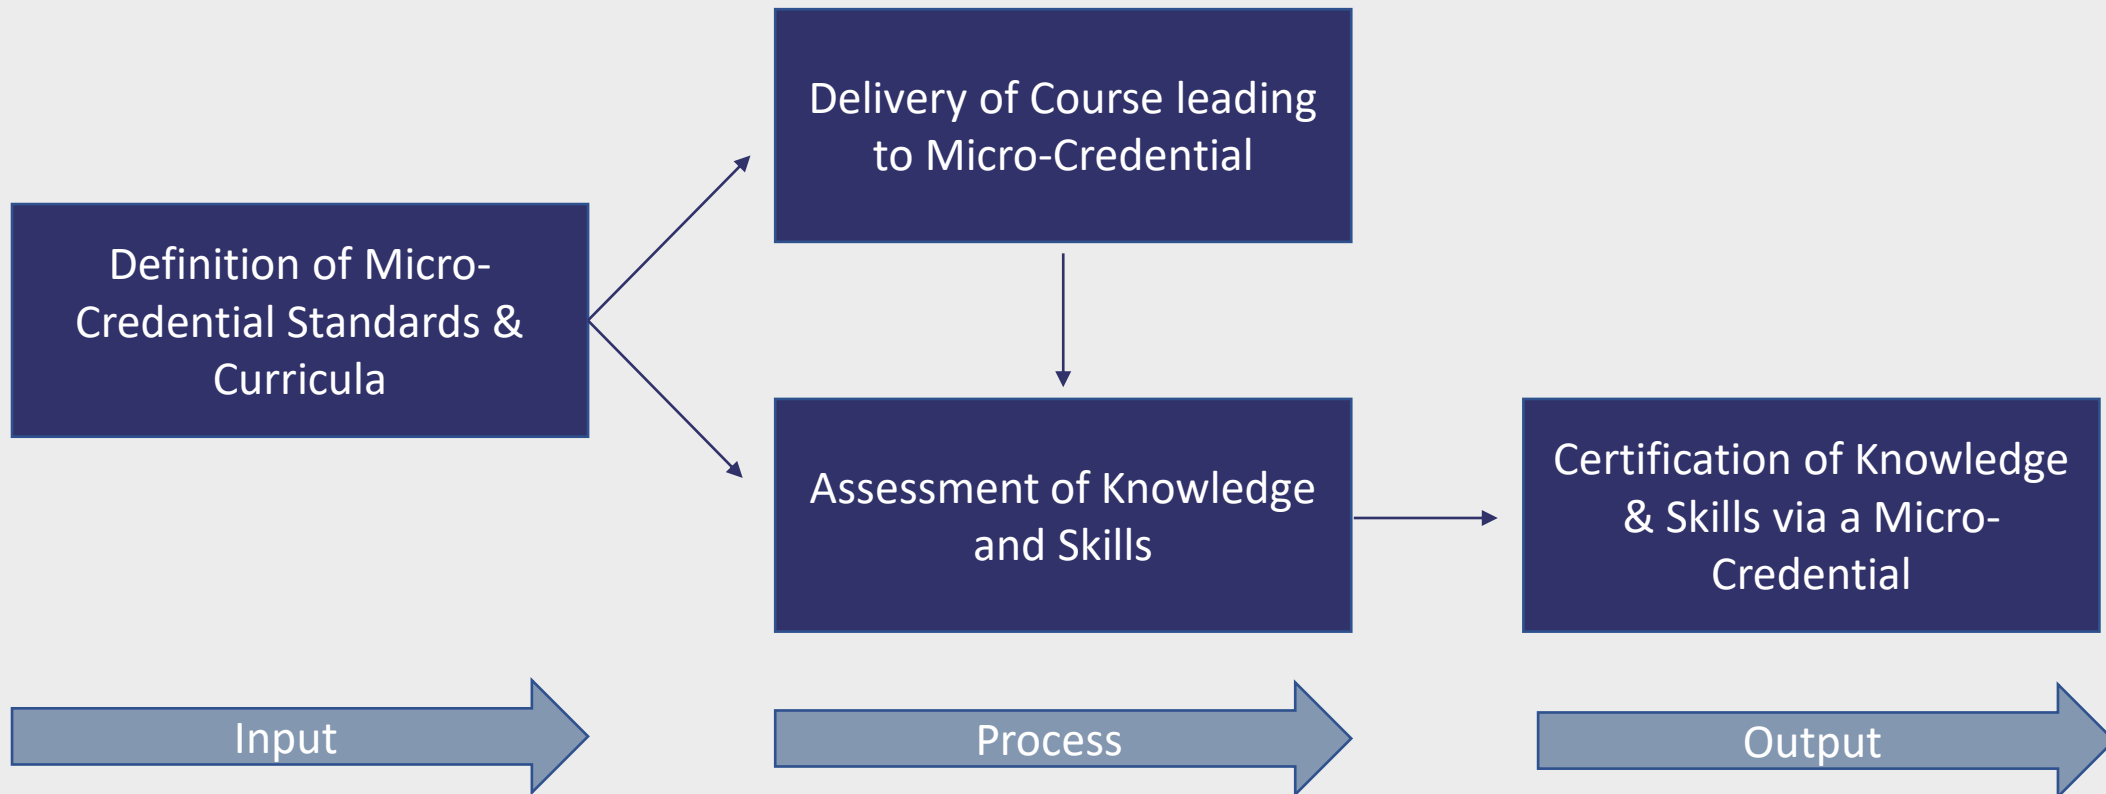 Delivery of Course leading
to Micro-Credential
Definition of Micro-
Credential Standards &
Curricula
Assessment of Knowledge
and Skills
Certification of Knowledge
& Skills via a Micro-
Credential
Input
Process
Output